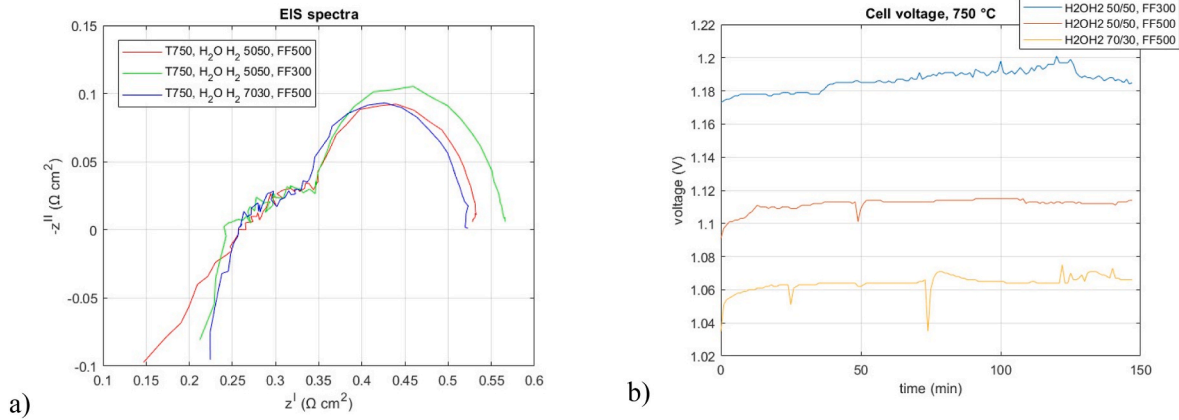 EIS spectra
0.15
0.1
0.05
0
-0.05
-0.1
-z^II (Ω cm²)
T750, H₂O H₂ 5050, FF500
T750, H₂O H₂ 5050, FF300
T750, H₂O H₂ 7030, FF500
0.1 0.15 0.2 0.25 0.3 0.35 0.4 0.45 0.5 0.55 0.6
z^I (Ω cm²)
a)
Cell voltage, 750 °C
H2OH2 50/50, FF300
H2OH2 50/50, FF500
H2OH2 70/30, FF500
1.22
1.2
1.18
1.16
1.14
1.12
1.1
1.08
1.06
1.04
1.02
voltage (V)
0 50 100 150
time (min)
b)